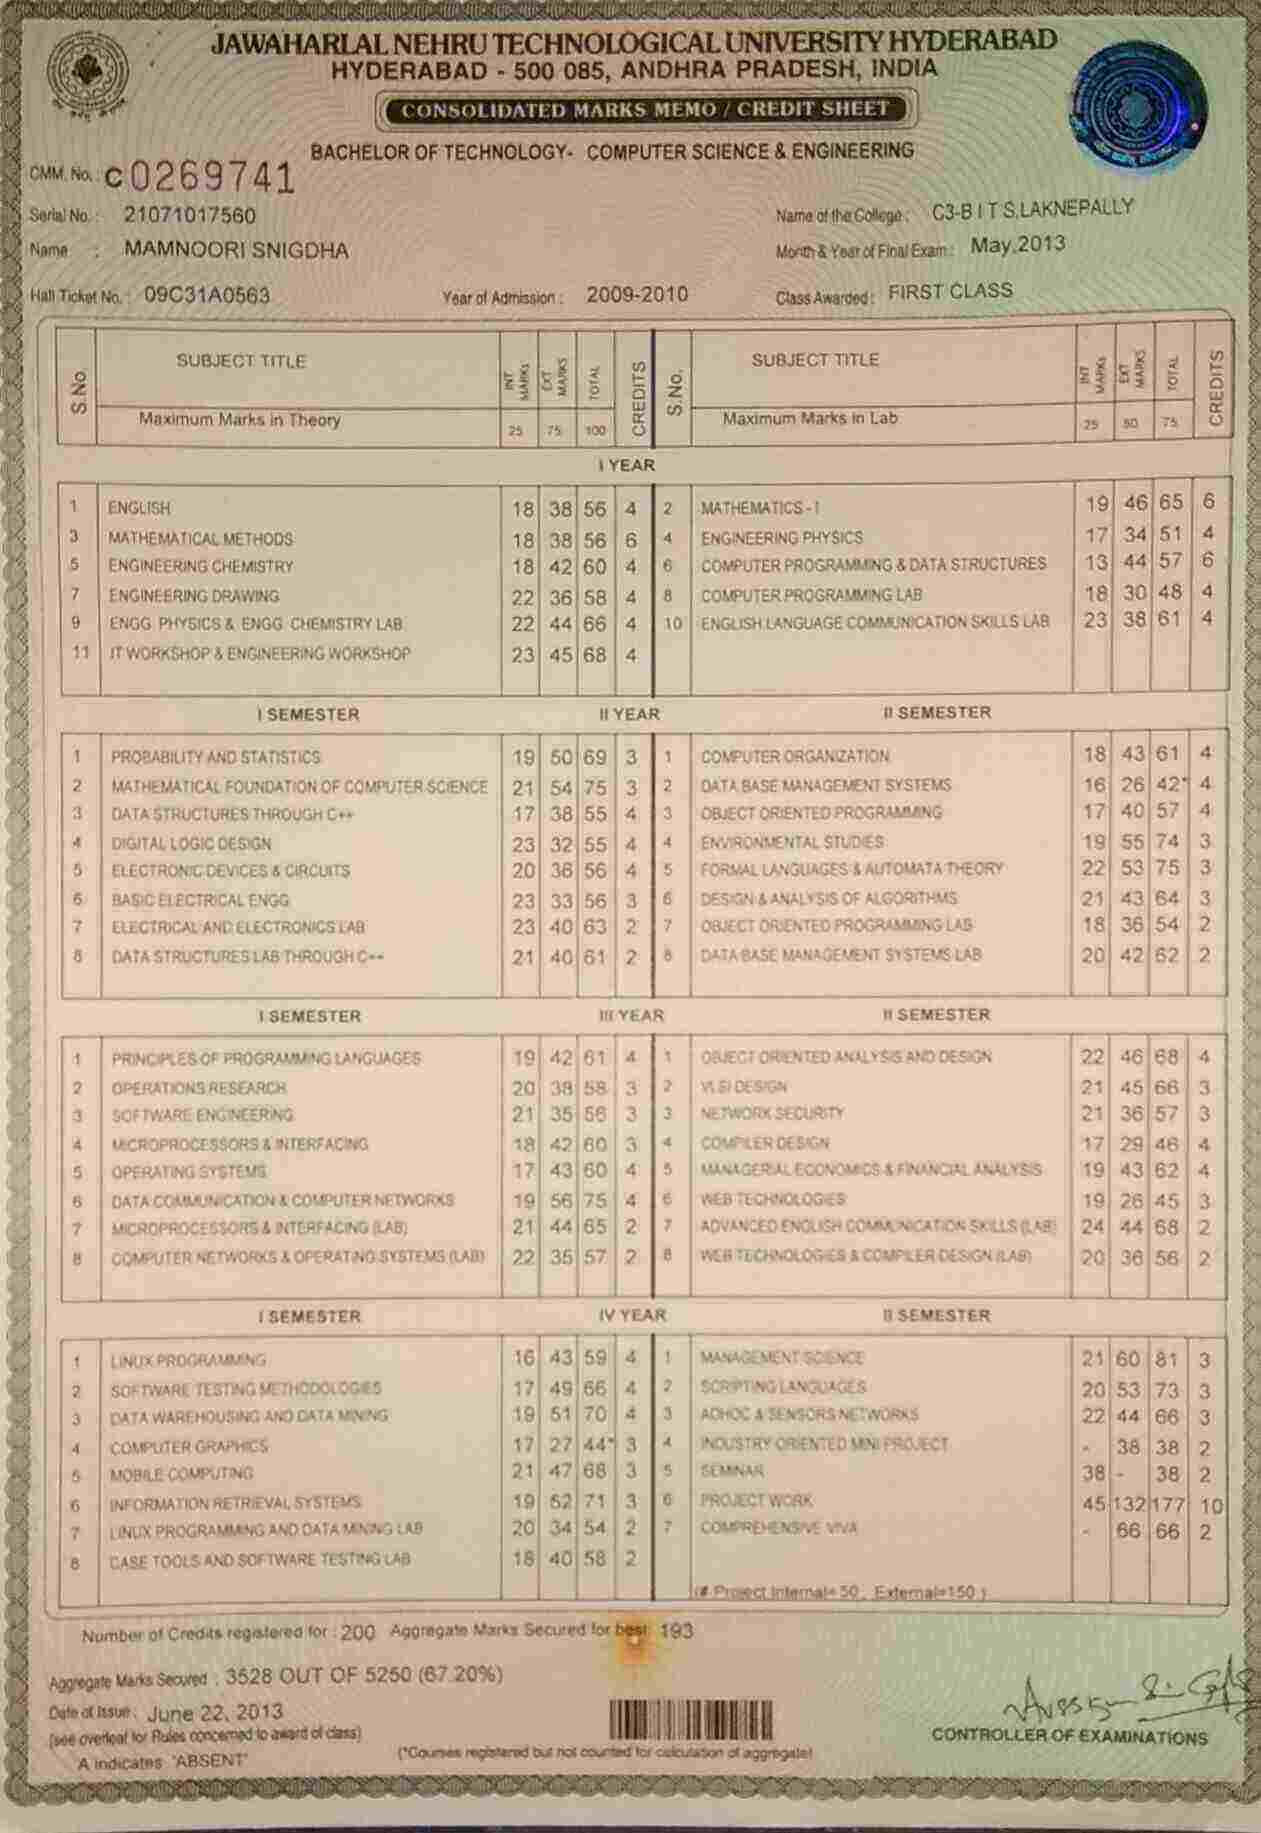 JAWAHARLAL NEHRU TECHNOLOGICAL UNIVERSITY HYDERABAD
HYDERABAD - 500 085, ANDHRA PRADESH, INDIA
CONSOLIDATED MARKS MEMO / CREDIT SHEET
BACHELOR OF TECHNOLOGY- COMPUTER SCIENCE & ENGINEERING
CMM. No. : C0269741
Serial No. : 21071017560 Name of the College : C3-B I T S,LAKNEPALLY
Name : MAMNOORI SNIGDHA Month & Year of Final Exam : May,2013
Hall Ticket No. : 09C31A0563 Year of Admission : 2009-2010 Class Awarded : FIRST CLASS
S.No. SUBJECT TITLE INT MARKS EXT MARKS TOTAL CREDITS S.No. SUBJECT TITLE INT MARKS EXT MARKS TOTAL CREDITS
Maximum Marks in Theory 25 75 100 Maximum Marks in Lab 25 50 75
I YEAR
1 ENGLISH 18 38 56 4 2 MATHEMATICS - I 19 46 65 6
3 MATHEMATICAL METHODS 18 38 56 6 4 ENGINEERING PHYSICS 17 34 51 4
5 ENGINEERING CHEMISTRY 18 42 60 4 6 COMPUTER PROGRAMMING & DATA STRUCTURES 13 44 57 6
7 ENGINEERING DRAWING 22 36 58 4 8 COMPUTER PROGRAMMING LAB 18 30 48 4
9 ENGG PHYSICS & ENGG CHEMISTRY LAB 22 44 66 4 10 ENGLISH LANGUAGE COMMUNICATION SKILLS LAB 23 38 61 4
11 IT WORKSHOP & ENGINEERING WORKSHOP 23 45 68 4
I SEMESTER II YEAR II SEMESTER
1 PROBABILITY AND STATISTICS 19 50 69 3 1 COMPUTER ORGANIZATION 18 43 61 4
2 MATHEMATICAL FOUNDATION OF COMPUTER SCIENCE 21 54 75 3 2 DATA BASE MANAGEMENT SYSTEMS 16 26 42* 4
3 DATA STRUCTURES THROUGH C++ 17 38 55 4 3 OBJECT ORIENTED PROGRAMMING 17 40 57 4
4 DIGITAL LOGIC DESIGN 23 32 55 4 4 ENVIRONMENTAL STUDIES 19 55 74 3
5 ELECTRONIC DEVICES & CIRCUITS 20 36 56 4 5 FORMAL LANGUAGES & AUTOMATA THEORY 22 53 75 3
6 BASIC ELECTRICAL ENGG 23 33 56 3 6 DESIGN & ANALYSIS OF ALGORITHMS 21 43 64 3
7 ELECTRICAL AND ELECTRONICS LAB 23 40 63 2 7 OBJECT ORIENTED PROGRAMMING LAB 18 36 54 2
8 DATA STRUCTURES LAB THROUGH C++ 21 40 61 2 8 DATA BASE MANAGEMENT SYSTEMS LAB 20 42 62 2
I SEMESTER III YEAR II SEMESTER
1 PRINCIPLES OF PROGRAMMING LANGUAGES 19 42 61 4 1 OBJECT ORIENTED ANALYSIS AND DESIGN 22 46 68 4
2 OPERATIONS RESEARCH 20 38 58 3 2 VLSI DESIGN 21 45 66 3
3 SOFTWARE ENGINEERING 21 35 56 3 3 NETWORK SECURITY 21 36 57 3
4 MICROPROCESSORS & INTERFACING 18 42 60 3 4 COMPILER DESIGN 17 29 46 4
5 OPERATING SYSTEMS 17 43 60 4 5 MANAGERIAL ECONOMICS & FINANCIAL ANALYSIS 19 43 62 4
6 DATA COMMUNICATION & COMPUTER NETWORKS 19 56 75 4 6 WEB TECHNOLOGIES 19 26 45 3
7 MICROPROCESSORS & INTERFACING (LAB) 21 44 65 2 7 ADVANCED ENGLISH COMMUNICATION SKILLS (LAB) 24 44 68 2
8 COMPUTER NETWORKS & OPERATING SYSTEMS (LAB) 22 35 57 2 8 WEB TECHNOLOGIES & COMPILER DESIGN (LAB) 20 36 56 2
I SEMESTER IV YEAR II SEMESTER
1 LINUX PROGRAMMING 16 43 59 4 1 MANAGEMENT SCIENCE 21 60 81 3
2 SOFTWARE TESTING METHODOLOGIES 17 49 66 4 2 SCRIPTING LANGUAGES 20 53 73 3
3 DATA WAREHOUSING AND DATA MINING 19 51 70 4 3 ADHOC & SENSORS NETWORKS 22 44 66 3
4 COMPUTER GRAPHICS 17 27 44* 3 4 INDUSTRY ORIENTED MINI PROJECT - 38 38 2
5 MOBILE COMPUTING 21 47 68 3 5 SEMINAR 38 - 38 2
6 INFORMATION RETRIEVAL SYSTEMS 19 52 71 3 6 PROJECT WORK 45 132 177 10
7 LINUX PROGRAMMING AND DATA MINING LAB 20 34 54 2 7 COMPREHENSIVE VIVA - 66 66 2
8 CASE TOOLS AND SOFTWARE TESTING LAB 18 40 58 2
(# Project Internal= 50 , External=150 )
Number of Credits registered for : 200 Aggregate Marks Secured for best 193
Aggregate Marks Secured : 3528 OUT OF 5250 (67.20%)
Date of Issue : June 22, 2013
(see overleaf for Rules concerned to award of class)
CONTROLLER OF EXAMINATIONS
A indicates 'ABSENT' (*Courses registered but not counted for calculation of aggregate)